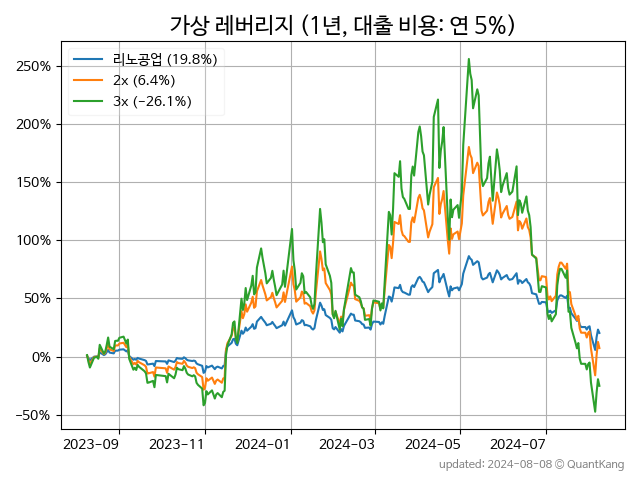 가상 레버리지 (1년, 대출 비용: 연 5%)
리노공업 (19.8%)
2x (6.4%)
3x (-26.1%)
250%
200%
150%
100%
50%
0%
−50%
2023-09
2023-11
2024-01
2024-03
2024-05
2024-07
updated: 2024-08-08 © QuantKang